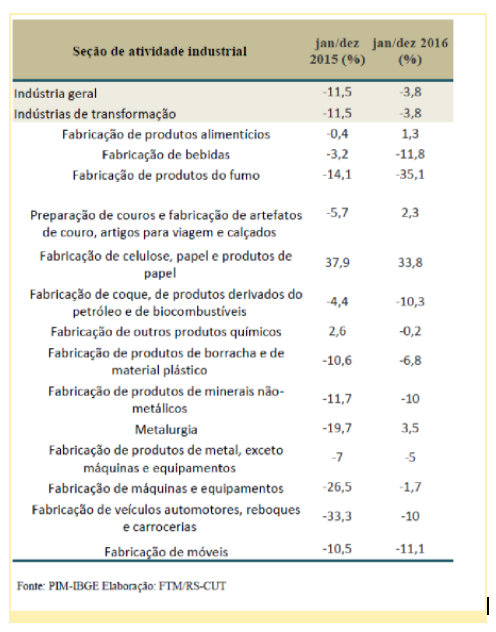 Seção de atividade industrial jan/dez 2015 (%) jan/dez 2016 (%)
Indústria geral -11,5 -3,8
Indústrias de transformação -11,5 -3,8
Fabricação de produtos alimentícios -0,4 1,3
Fabricação de bebidas -3,2 -11,8
Fabricação de produtos do fumo -14,1 -35,1
Preparação de couros e fabricação de artefatos -5,7 2,3
de couro, artigos para viagem e calçados
Fabricação de celulose, papel e produtos de
papel 37,9 33,8
Fabricação de coque, de produtos derivados do
petróleo e de biocombustíveis -4,4 -10,3
Fabricação de outros produtos químicos 2,6 -0,2
Fabricação de produtos de borracha e de
material plástico -10,6 -6,8
Fabricação de produtos de minerais não-
metálicos -11,7 -10
Metalurgia -19,7 3,5
Fabricação de produtos de metal, exceto
máquinas e equipamentos -7 -5
Fabricação de máquinas e equipamentos -26,5 -1,7
Fabricação de veículos automotores, reboques
e carrocerias -33,3 -10
Fabricação de móveis -10,5 -11,1
Fonte: PIM-IBGE Elaboração: FTM/RS-CUT